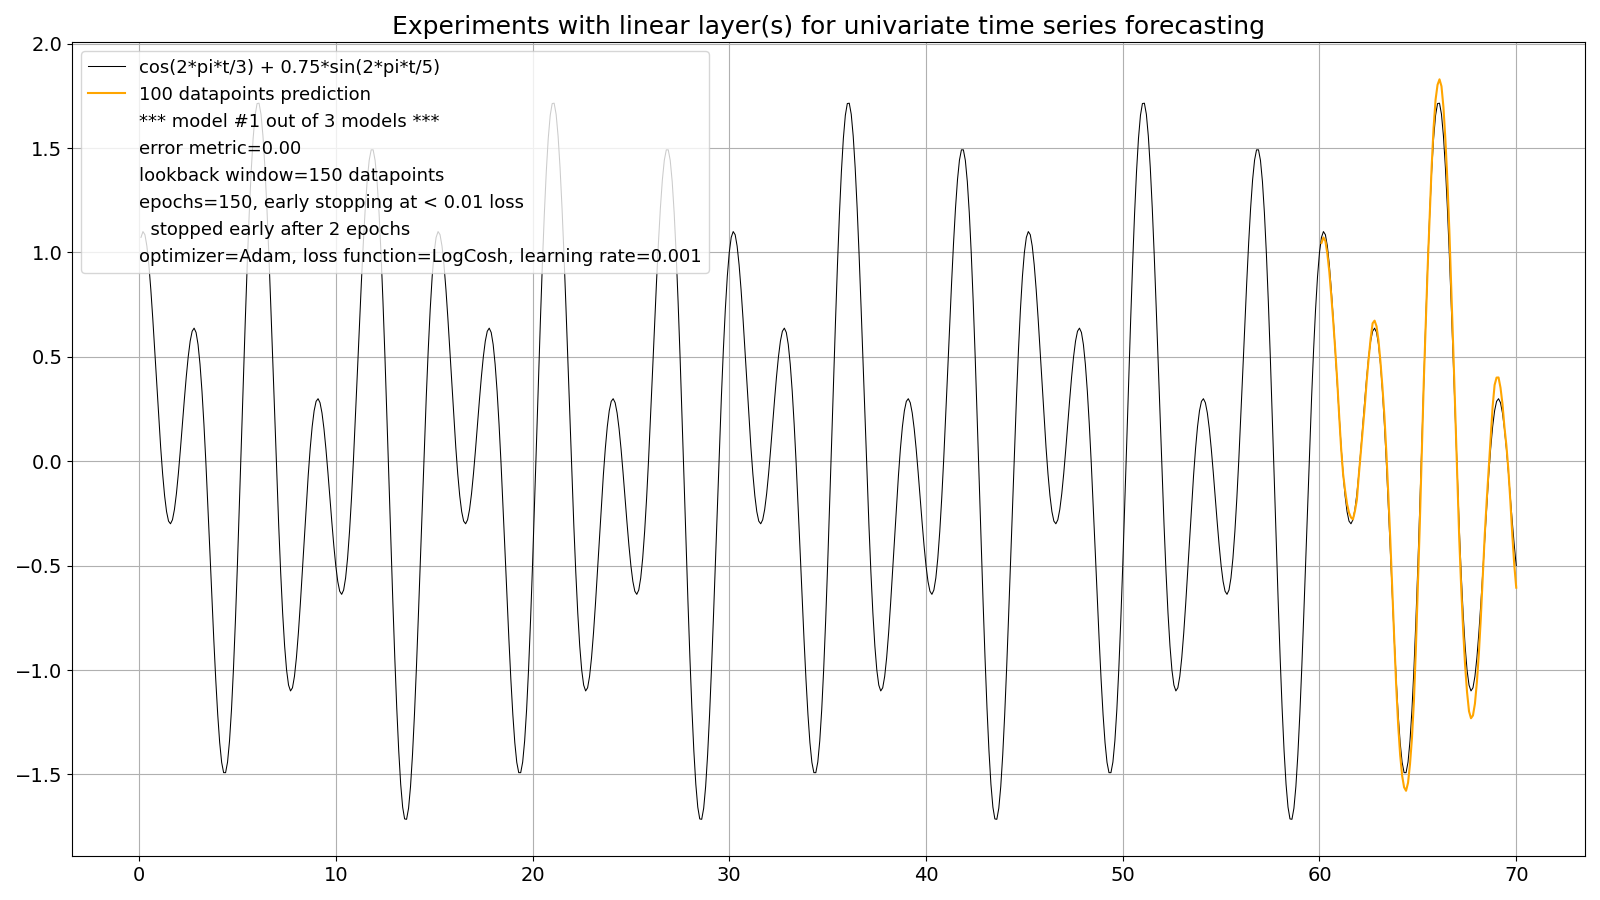 Experiments with linear layer(s) for univariate time series forecasting
cos(2*pi*t/3) + 0.75*sin(2*pi*t/5)
100 datapoints prediction
*** model #1 out of 3 models ***
error metric=0.00
lookback window=150 datapoints
epochs=150, early stopping at < 0.01 loss
stopped early after 2 epochs
optimizer=Adam, loss function=LogCosh, learning rate=0.001
2.0
1.5
1.0
0.5
0.0
−0.5
−1.0
−1.5
0 10 20 30 40 50 60 70